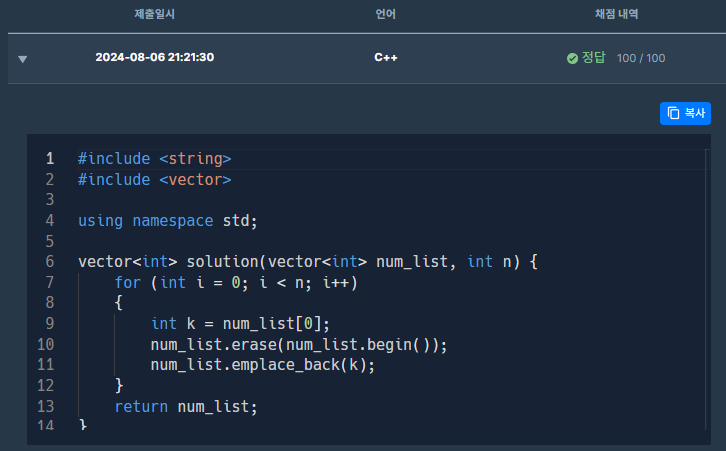 제출일시 언어 채점 내역
2024-08-06 21:21:30 C++ 정답 100 / 100
복사
1 #include <string>
2 #include <vector>
3
4 using namespace std;
5
6 vector<int> solution(vector<int> num_list, int n) {
7     for (int i = 0; i < n; i++)
8     {
9         int k = num_list[0];
10         num_list.erase(num_list.begin());
11         num_list.emplace_back(k);
12     }
13     return num_list;
14 }